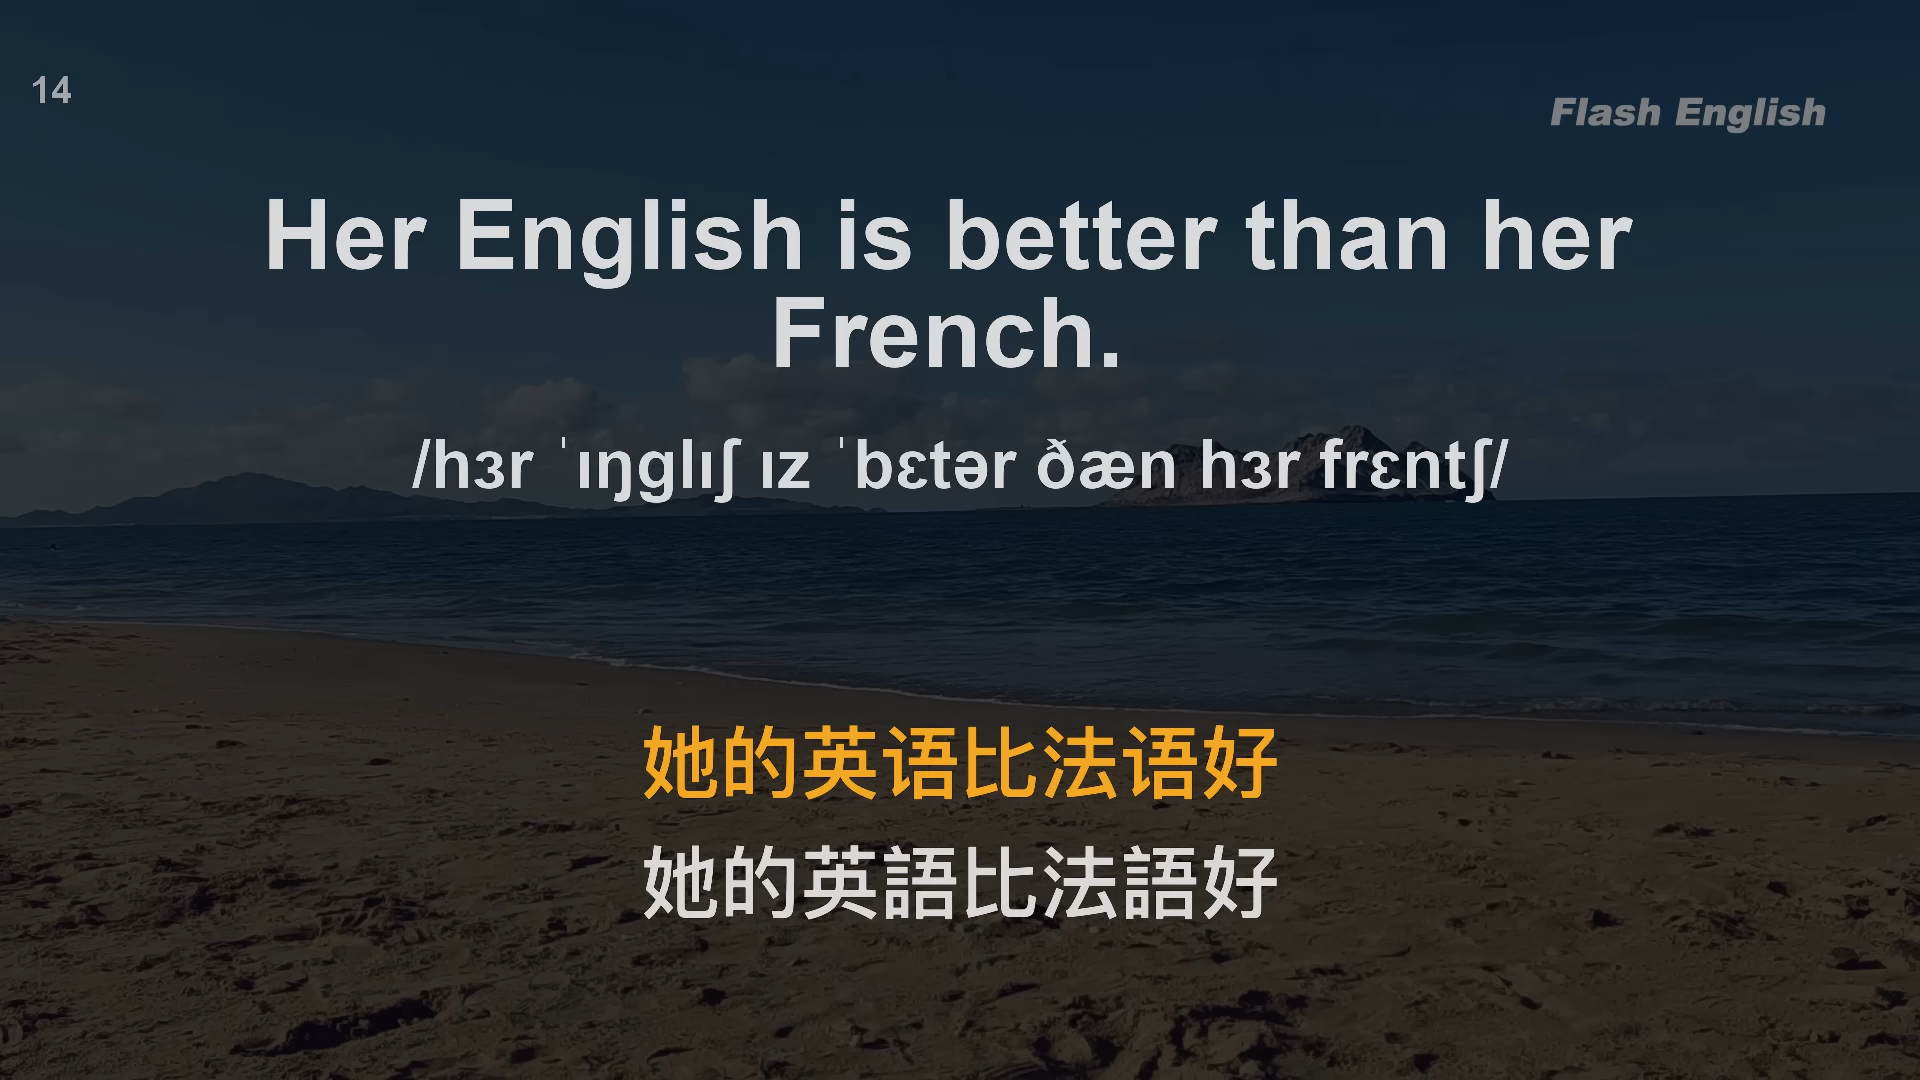 14
Flash English
Her English is better than her
French.
/hɜr ˈɪŋglɪʃ ɪz ˈbɛtər ðæn hɜr frɛntʃ/
她的英语比法语好
她的英語比法語好